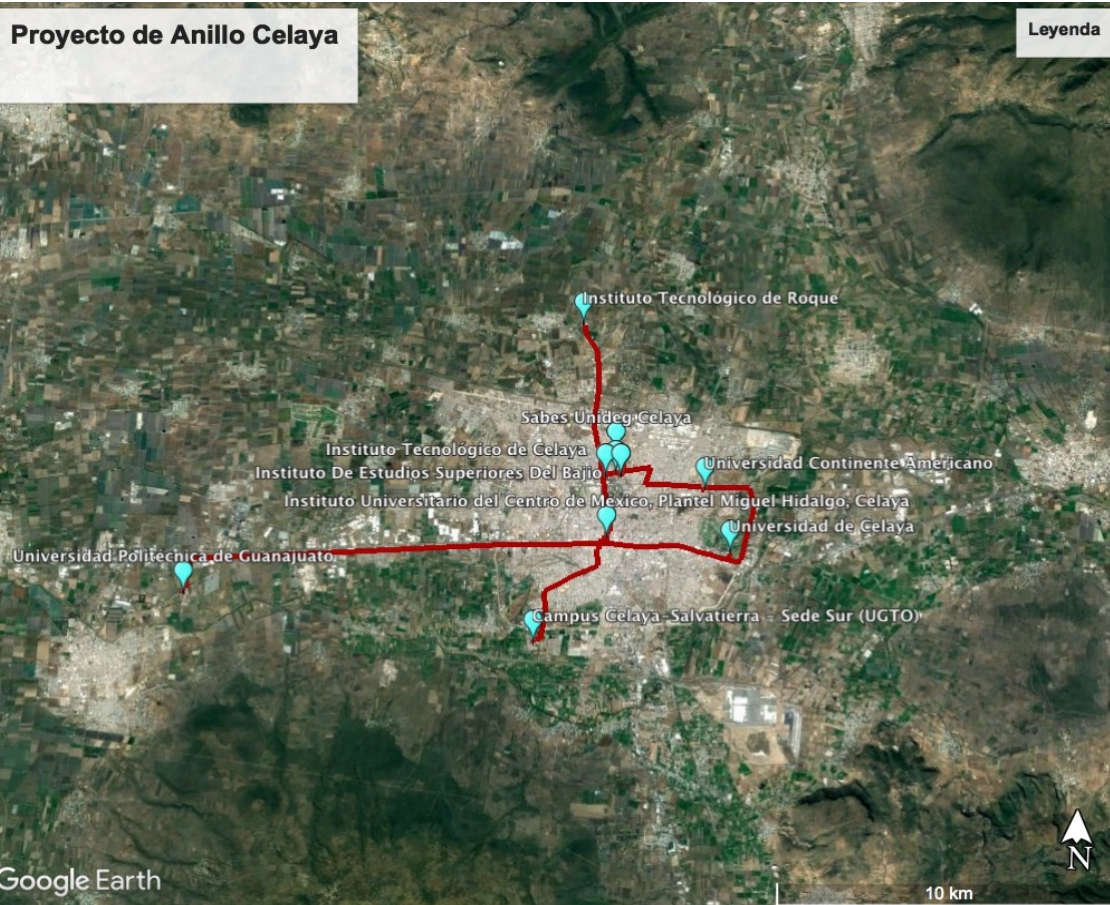 Proyecto de Anillo Celaya
Leyenda
Instituto Tecnológico de Roque
Sabes Unideg Celaya
Instituto Tecnológico de Celaya
Universidad Continente Americano
Instituto De Estudios Superiores Del Bajío
Instituto Universitario del Centro de México, Plantel Miguel Hidalgo, Celaya
Universidad de Celaya
Universidad Politécnica de Guanajuato
Campus Celaya-Salvatierra - Sede Sur (UGTO)
N
Google Earth
10 km